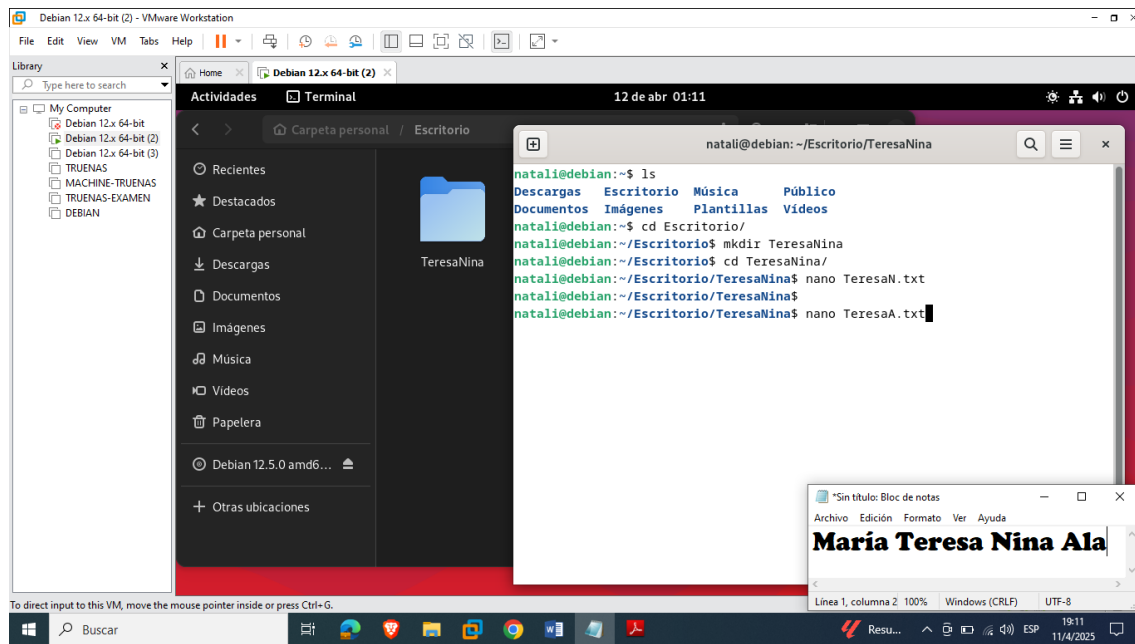 Debian 12.x 64-bit (2) - VMware Workstation
File Edit View VM Tabs Help
Library
Type here to search
My Computer
Debian 12.x 64-bit
Debian 12.x 64-bit (2)
Debian 12.x 64-bit (3)
TRUENAS
MACHINE-TRUENAS
TRUENAS-EXAMEN
DEBIAN
Home
Debian 12.x 64-bit (2)
Actividades Terminal 12 de abr 01:11
Carpeta personal / Escritorio
Recientes
Destacados
Carpeta personal
Descargas
Documentos
Imágenes
Música
Vídeos
Papelera
Debian 12.5.0 amd6...
Otras ubicaciones
TeresaNina
natali@debian: ~/Escritorio/TeresaNina
natali@debian:~$ ls
Descargas Escritorio Música Público
Documentos Imágenes Plantillas Vídeos
natali@debian:~$ cd Escritorio/
natali@debian:~/Escritorio$ mkdir TeresaNina
natali@debian:~/Escritorio$ cd TeresaNina/
natali@debian:~/Escritorio/TeresaNina$ nano TeresaN.txt
natali@debian:~/Escritorio/TeresaNina$
natali@debian:~/Escritorio/TeresaNina$ nano TeresaA.txt
*Sin título: Bloc de notas
Archivo Edición Formato Ver Ayuda
María Teresa Nina Ala
Línea 1, columna 2 100% Windows (CRLF) UTF-8
To direct input to this VM, move the mouse pointer inside or press Ctrl+G.
Buscar
Resu...
ESP
19:11
11/4/2025